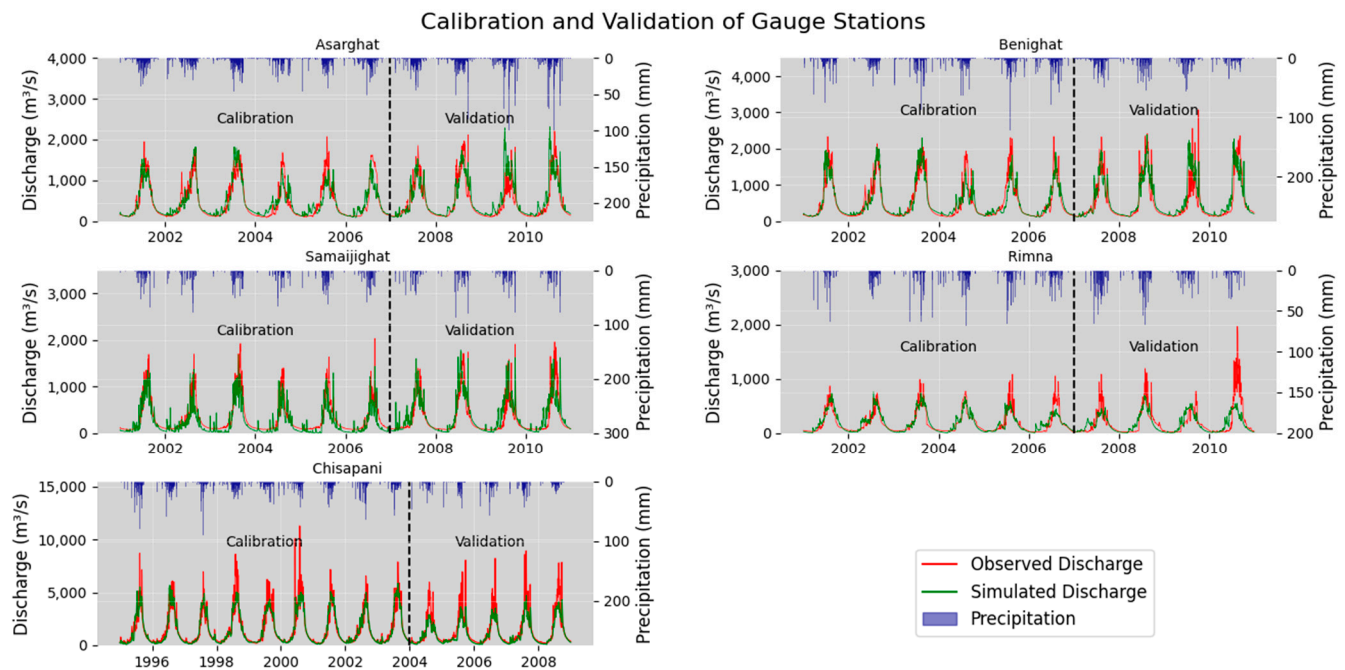 Calibration and Validation of Gauge Stations
Asarghat
Discharge (m³/s)
4,000
3,000
2,000
1,000
0
Calibration
Validation
0
50
100
150
200
Precipitation (mm)
2002 2004 2006 2008 2010
Benighat
Discharge (m³/s)
4,000
3,000
2,000
1,000
0
Calibration
Validation
0
100
200
Precipitation (mm)
2002 2004 2006 2008 2010
Samaijighat
Discharge (m³/s)
3,000
2,000
1,000
0
Calibration
Validation
0
100
200
300
Precipitation (mm)
2002 2004 2006 2008 2010
Rimna
Discharge (m³/s)
3,000
2,000
1,000
0
Calibration
Validation
0
50
100
150
200
Precipitation (mm)
2002 2004 2006 2008 2010
Chisapani
Discharge (m³/s)
15,000
10,000
5,000
0
Calibration
Validation
0
100
200
Precipitation (mm)
1996 1998 2000 2002 2004 2006 2008
Observed Discharge
Simulated Discharge
Precipitation